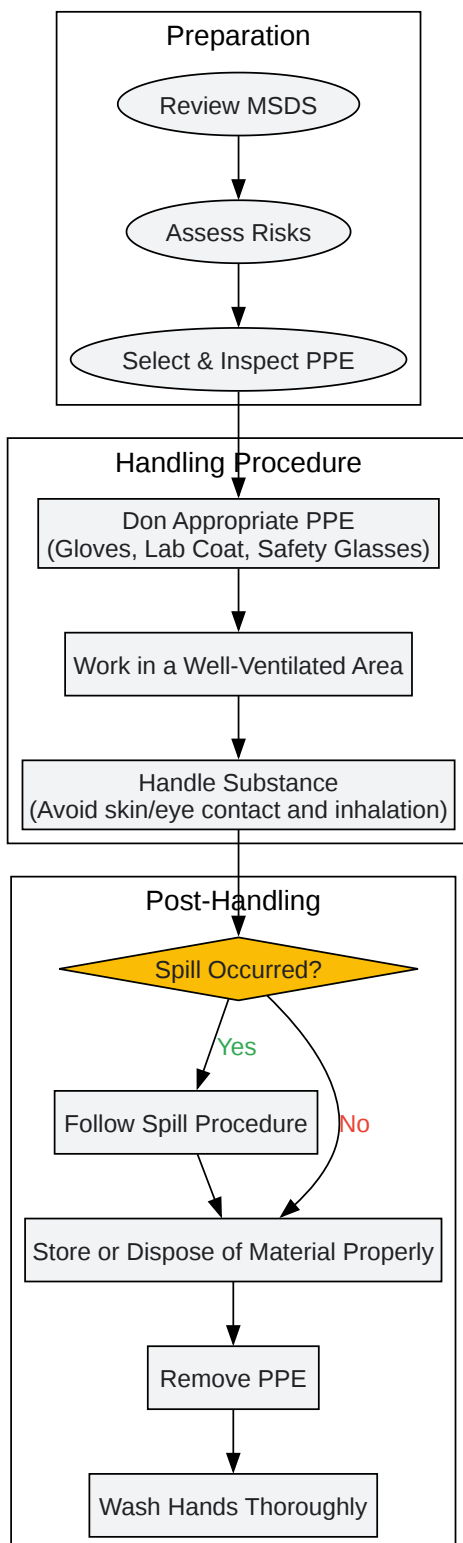 Preparation
Review MSDS
Assess Risks
Select & Inspect PPE
Handling Procedure
Don Appropriate PPE
(Gloves, Lab Coat, Safety Glasses)
Work in a Well-Ventilated Area
Handle Substance
(Avoid skin/eye contact and inhalation)
Post-Handling
Spill Occurred?
Yes
Follow Spill Procedure
No
Store or Dispose of Material Properly
Remove PPE
Wash Hands Thoroughly